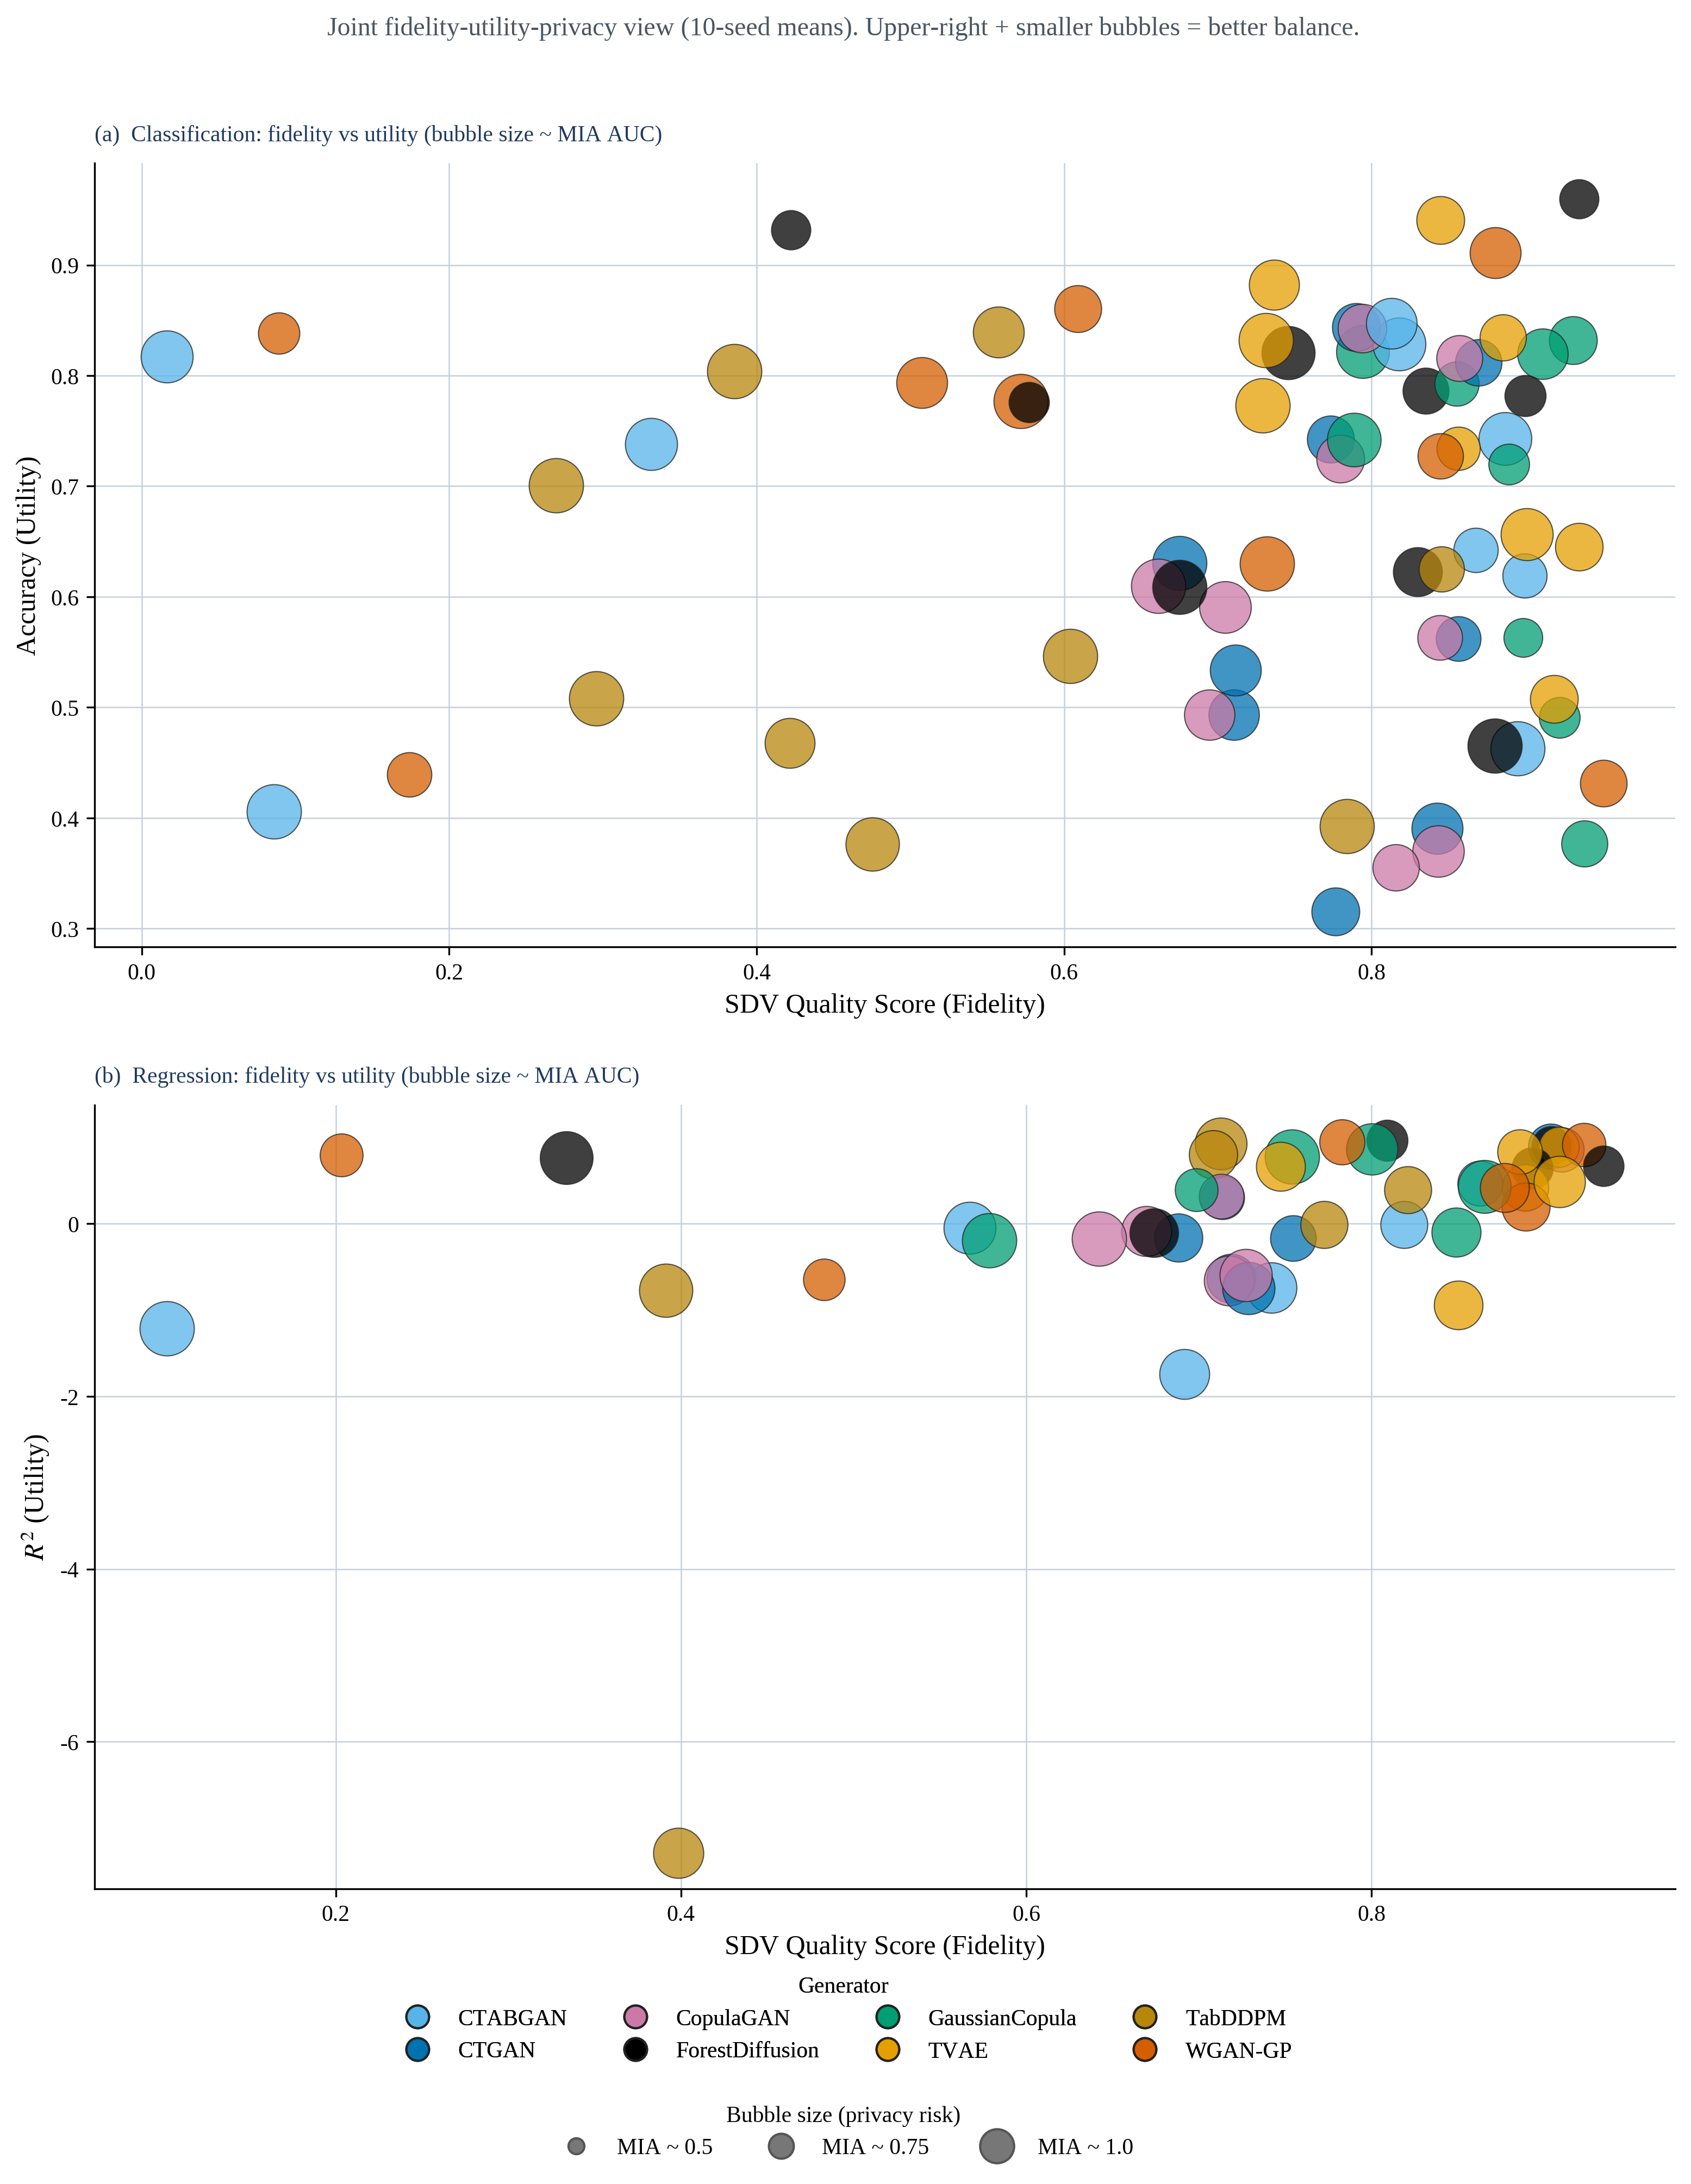 Joint fidelity-utility-privacy view (10-seed means). Upper-right + smaller bubbles = better balance.
(a) Classification: fidelity vs utility (bubble size ~ MIA AUC)
Accuracy (Utility)
0.9
0.8
0.7
0.6
0.5
0.4
0.3
0.0 0.2 0.4 0.6 0.8
SDV Quality Score (Fidelity)
(b) Regression: fidelity vs utility (bubble size ~ MIA AUC)
R² (Utility)
0
-2
-4
-6
0.2 0.4 0.6 0.8
SDV Quality Score (Fidelity)
Generator
CTABGAN CopulaGAN GaussianCopula TabDDPM
CTGAN ForestDiffusion TVAE WGAN-GP
Bubble size (privacy risk)
MIA ~ 0.5 MIA ~ 0.75 MIA ~ 1.0